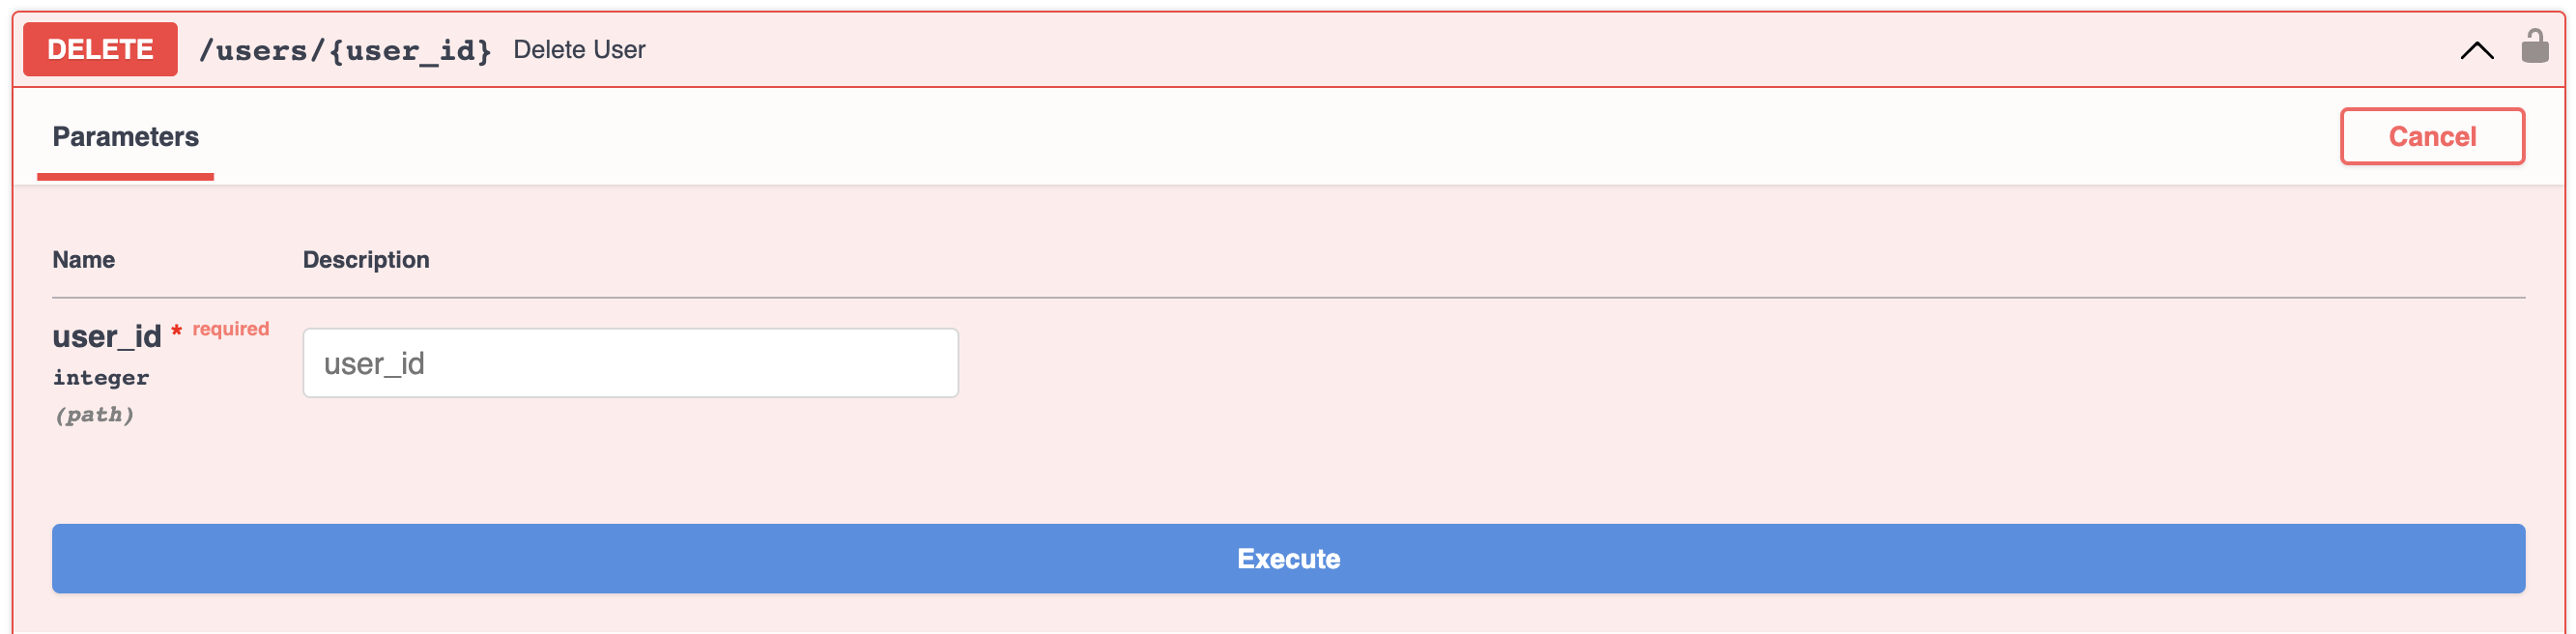 DELETE /users/{user_id} Delete User
Parameters Cancel
Name Description
user_id * required
integer
(path)
user_id
Execute